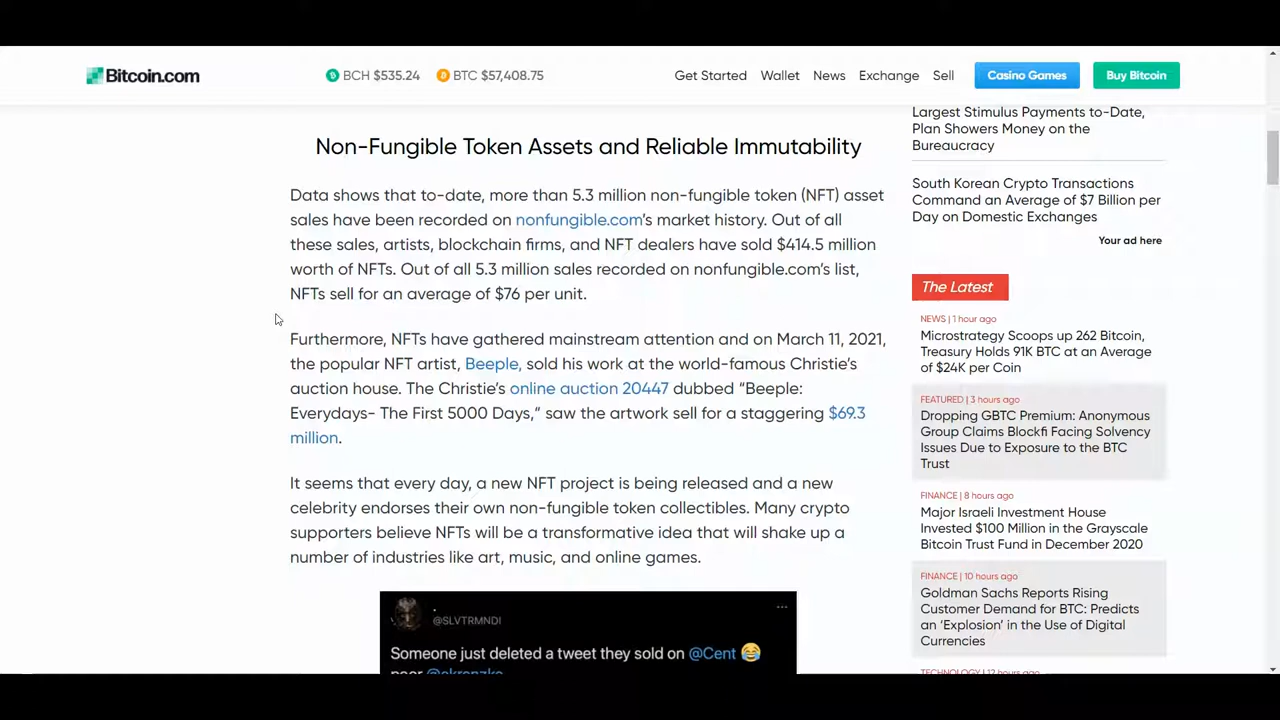 Bitcoin.com
BCH $535.24
BTC $57,408.75
Get Started
Wallet
News
Exchange
Sell
Casino Games
Buy Bitcoin
Non-Fungible Token Assets and Reliable Immutability
Data shows that to-date, more than 5.3 million non-fungible token (NFT) asset
sales have been recorded on nonfungible.com's market history. Out of all
these sales, artists, blockchain firms, and NFT dealers have sold $414.5 million
worth of NFTs. Out of all 5.3 million sales recorded on nonfungible.com's list,
NFTs sell for an average of $76 per unit.
Furthermore, NFTs have gathered mainstream attention and on March 11, 2021,
the popular NFT artist, Beeple, sold his work at the world-famous Christie's
auction house. The Christie's online auction 20447 dubbed "Beeple:
Everydays- The First 5000 Days," saw the artwork sell for a staggering $69.3
million.
It seems that every day, a new NFT project is being released and a new
celebrity endorses their own non-fungible token collectibles. Many crypto
supporters believe NFTs will be a transformative idea that will shake up a
number of industries like art, music, and online games.
.
@SLVTRMNDI
Someone just deleted a tweet they sold on @Cent 😂
Largest Stimulus Payments to-Date,
Plan Showers Money on the
Bureaucracy
South Korean Crypto Transactions
Command an Average of $7 Billion per
Day on Domestic Exchanges
Your ad here
The Latest
NEWS | 1 hour ago
Microstrategy Scoops up 262 Bitcoin,
Treasury Holds 91K BTC at an Average
of $24K per Coin
FEATURED | 3 hours ago
Dropping GBTC Premium: Anonymous
Group Claims Blockfi Facing Solvency
Issues Due to Exposure to the BTC
Trust
FINANCE | 8 hours ago
Major Israeli Investment House
Invested $100 Million in the Grayscale
Bitcoin Trust Fund in December 2020
FINANCE | 10 hours ago
Goldman Sachs Reports Rising
Customer Demand for BTC: Predicts
an 'Explosion' in the Use of Digital
Currencies
TECHNOLOGY | 12 hours ago